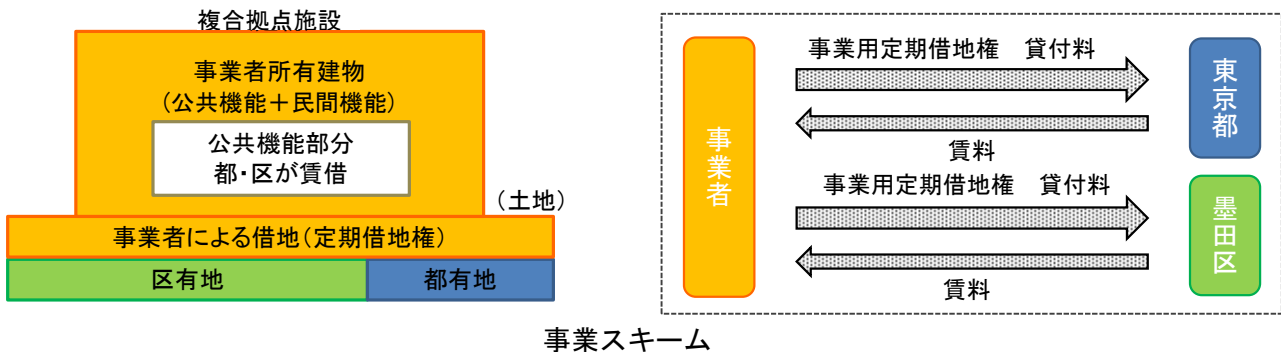 複合拠点施設
事業者所有建物
(公共機能＋民間機能)
公共機能部分
都・区が賃借
(土地)
事業者による借地(定期借地権)
区有地
都有地
事業者
事業用定期借地権　貸付料
賃料
東京都
事業用定期借地権　貸付料
賃料
墨田区
事業スキーム